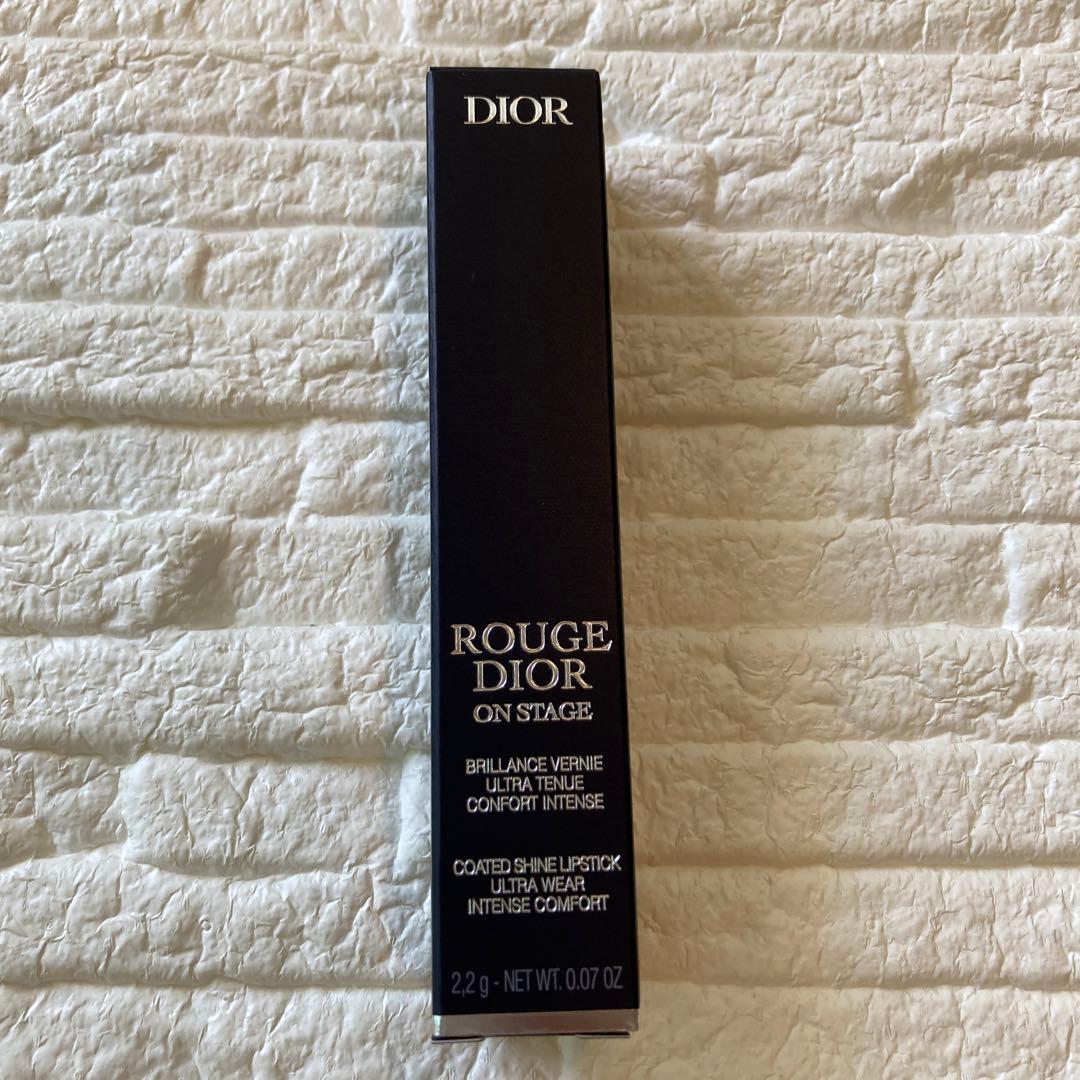 DIOR
ROUGE
DIOR
ON STAGE
BRILLANCE VERNIE
ULTRA TENUE
CONFORT INTENSE
COATED SHINE LIPSTICK
ULTRA WEAR
INTENSE COMFORT
2,2 g - NET WT. 0.07 OZ